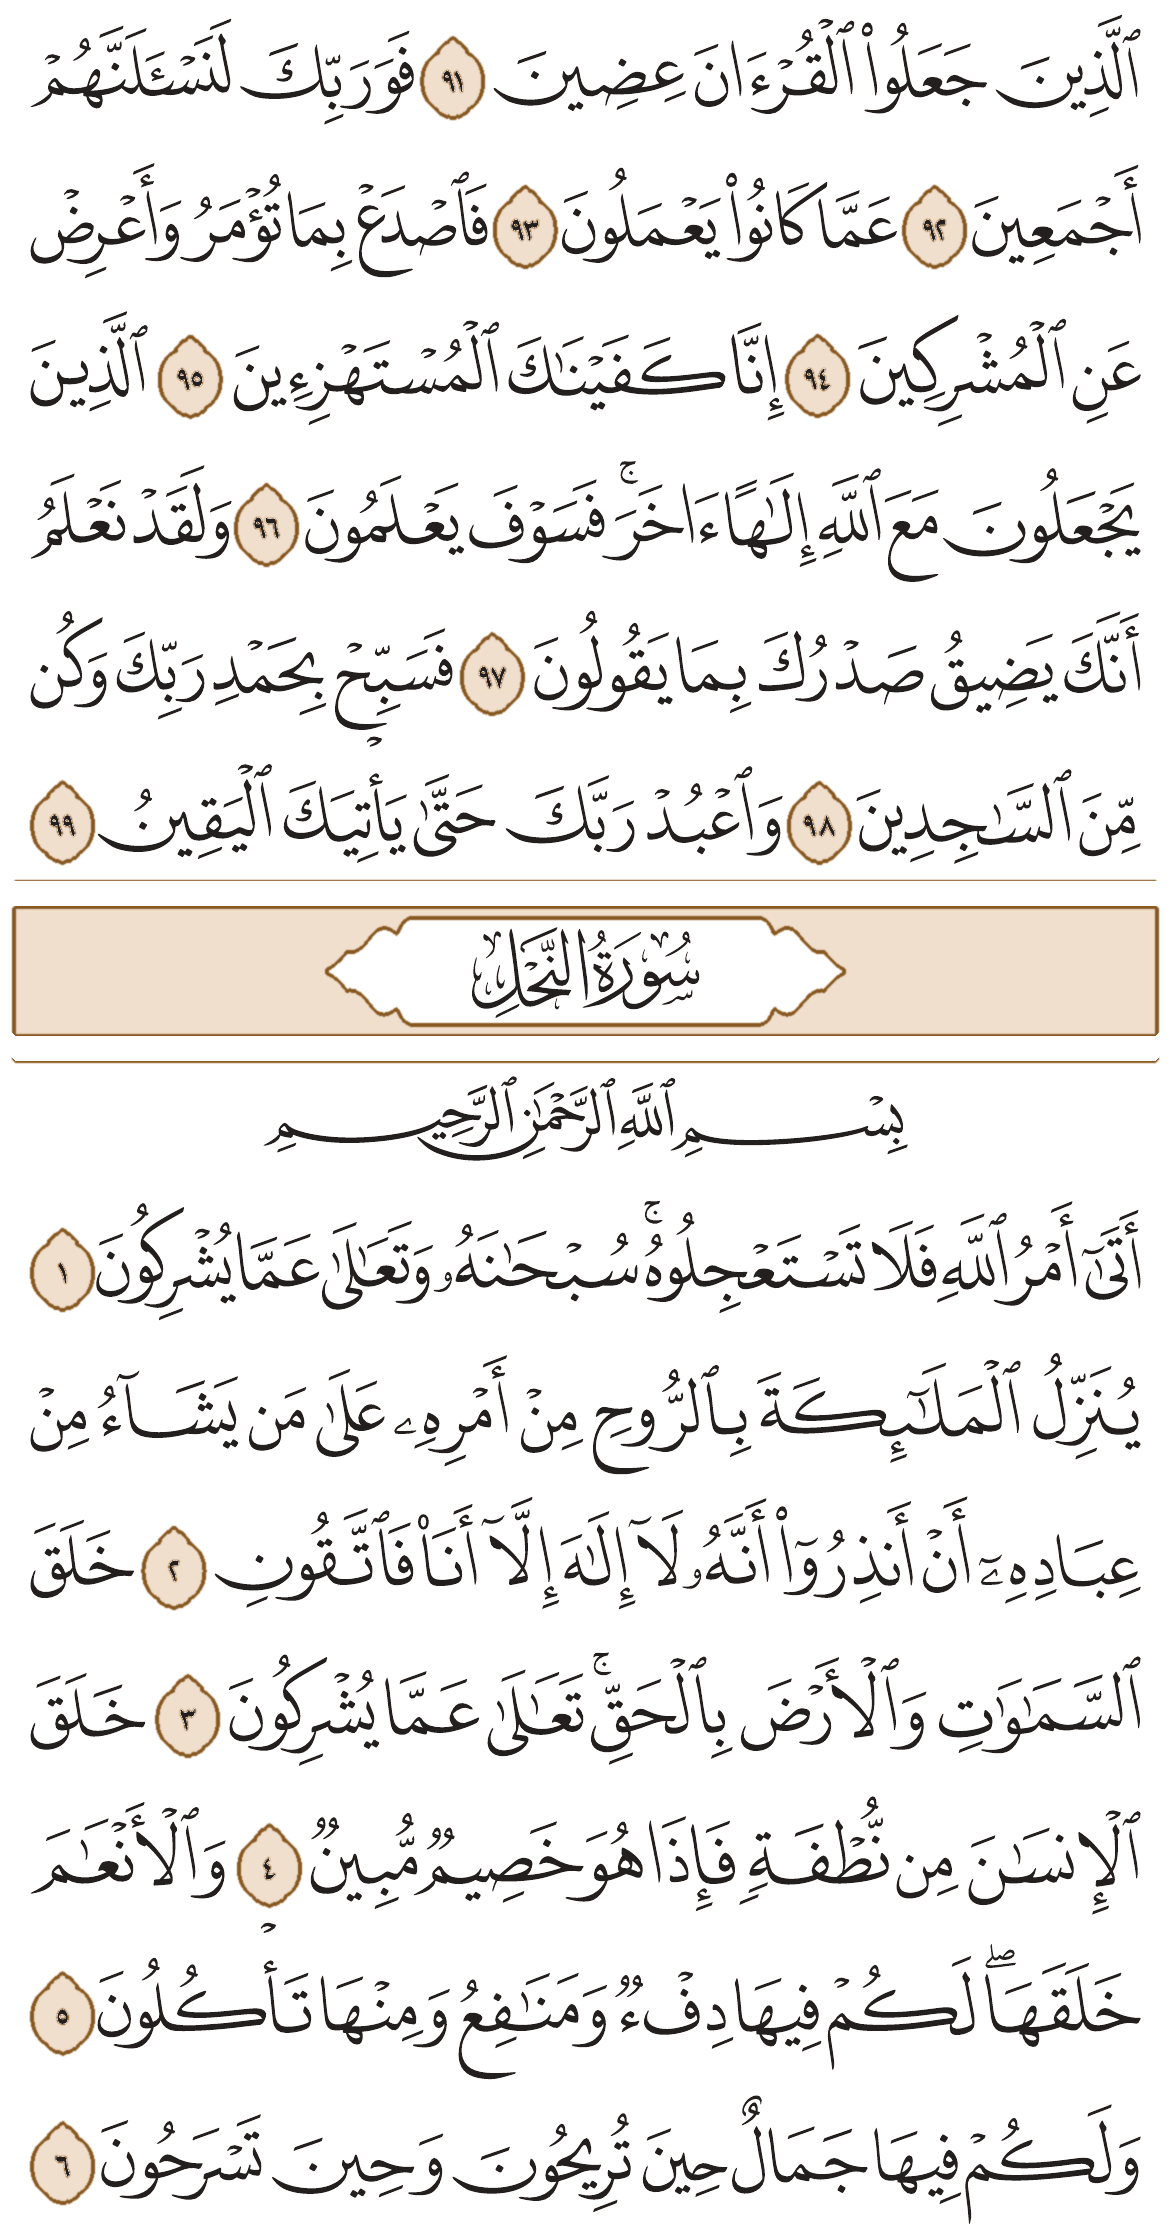 ٱلَّذِينَ جَعَلُوا۟ ٱلْقُرْءَانَ عِضِينَ ٩١ فَوَرَبِّكَ لَنَسْـَٔلَنَّهُمْ
أَجْمَعِينَ ٩٢ عَمَّا كَانُوا۟ يَعْمَلُونَ ٩٣ فَٱصْدَعْ بِمَا تُؤْمَرُ وَأَعْرِضْ
عَنِ ٱلْمُشْرِكِينَ ٩٤ إِنَّا كَفَيْنَـٰكَ ٱلْمُسْتَهْزِءِينَ ٩٥ ٱلَّذِينَ
يَجْعَلُونَ مَعَ ٱللَّهِ إِلَـٰهًا ءَاخَرَ ۚ فَسَوْفَ يَعْلَمُونَ ٩٦ وَلَقَدْ نَعْلَمُ
أَنَّكَ يَضِيقُ صَدْرُكَ بِمَا يَقُولُونَ ٩٧ فَسَبِّحْ بِحَمْدِ رَبِّكَ وَكُن
مِّنَ ٱلسَّـٰجِدِينَ ٩٨ وَٱعْبُدْ رَبَّكَ حَتَّىٰ يَأْتِيَكَ ٱلْيَقِينُ ٩٩
سُورَةُ النَّحْلِ
بِسْمِ ٱللَّهِ ٱلرَّحْمَـٰنِ ٱلرَّحِيمِ
أَتَىٰٓ أَمْرُ ٱللَّهِ فَلَا تَسْتَعْجِلُوهُ ۚ سُبْحَـٰنَهُۥ وَتَعَـٰلَىٰ عَمَّا يُشْرِكُونَ ١
يُنَزِّلُ ٱلْمَلَـٰٓئِكَةَ بِٱلرُّوحِ مِنْ أَمْرِهِۦ عَلَىٰ مَن يَشَآءُ مِنْ
عِبَادِهِۦٓ أَنْ أَنذِرُوٓا۟ أَنَّهُۥ لَآ إِلَـٰهَ إِلَّآ أَنَا۠ فَٱتَّقُونِ ٢ خَلَقَ
ٱلسَّمَـٰوَٰتِ وَٱلْأَرْضَ بِٱلْحَقِّ ۚ تَعَـٰلَىٰ عَمَّا يُشْرِكُونَ ٣ خَلَقَ
ٱلْإِنسَـٰنَ مِن نُّطْفَةٍ فَإِذَا هُوَ خَصِيمٌ مُّبِينٌ ٤ وَٱلْأَنْعَـٰمَ
خَلَقَهَا ۖ لَكُمْ فِيهَا دِفْءٌ وَمَنَـٰفِعُ وَمِنْهَا تَأْكُلُونَ ٥
وَلَكُمْ فِيهَا جَمَالٌ حِينَ تُرِيحُونَ وَحِينَ تَسْرَحُونَ ٦